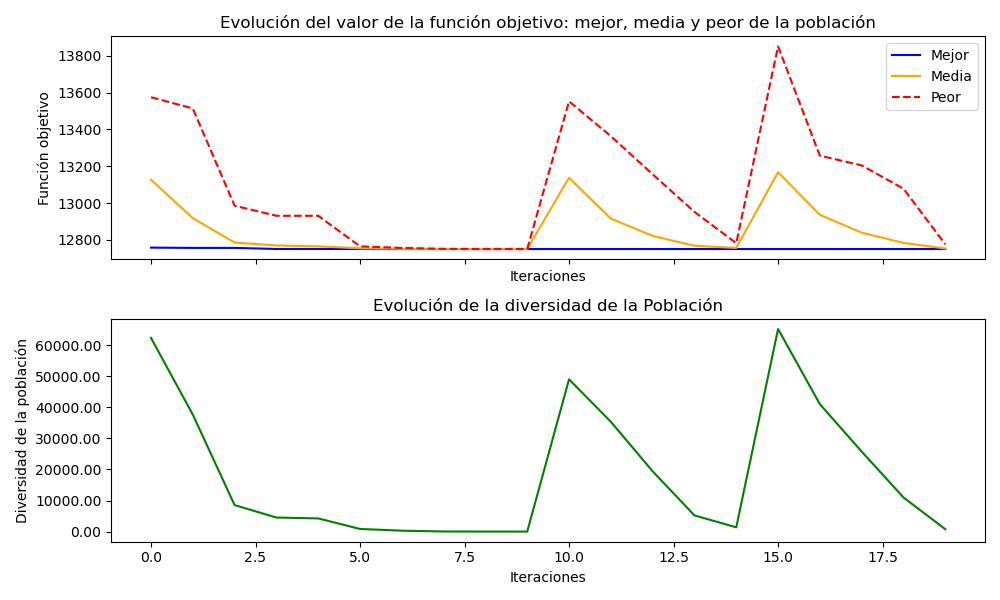 Evolución del valor de la función objetivo: mejor, media y peor de la población
Función objetivo
13800
13600
13400
13200
13000
12800
Mejor
Media
Peor
Iteraciones
Evolución de la diversidad de la Población
Diversidad de la población
60000.00
50000.00
40000.00
30000.00
20000.00
10000.00
0.00
0.0 2.5 5.0 7.5 10.0 12.5 15.0 17.5
Iteraciones